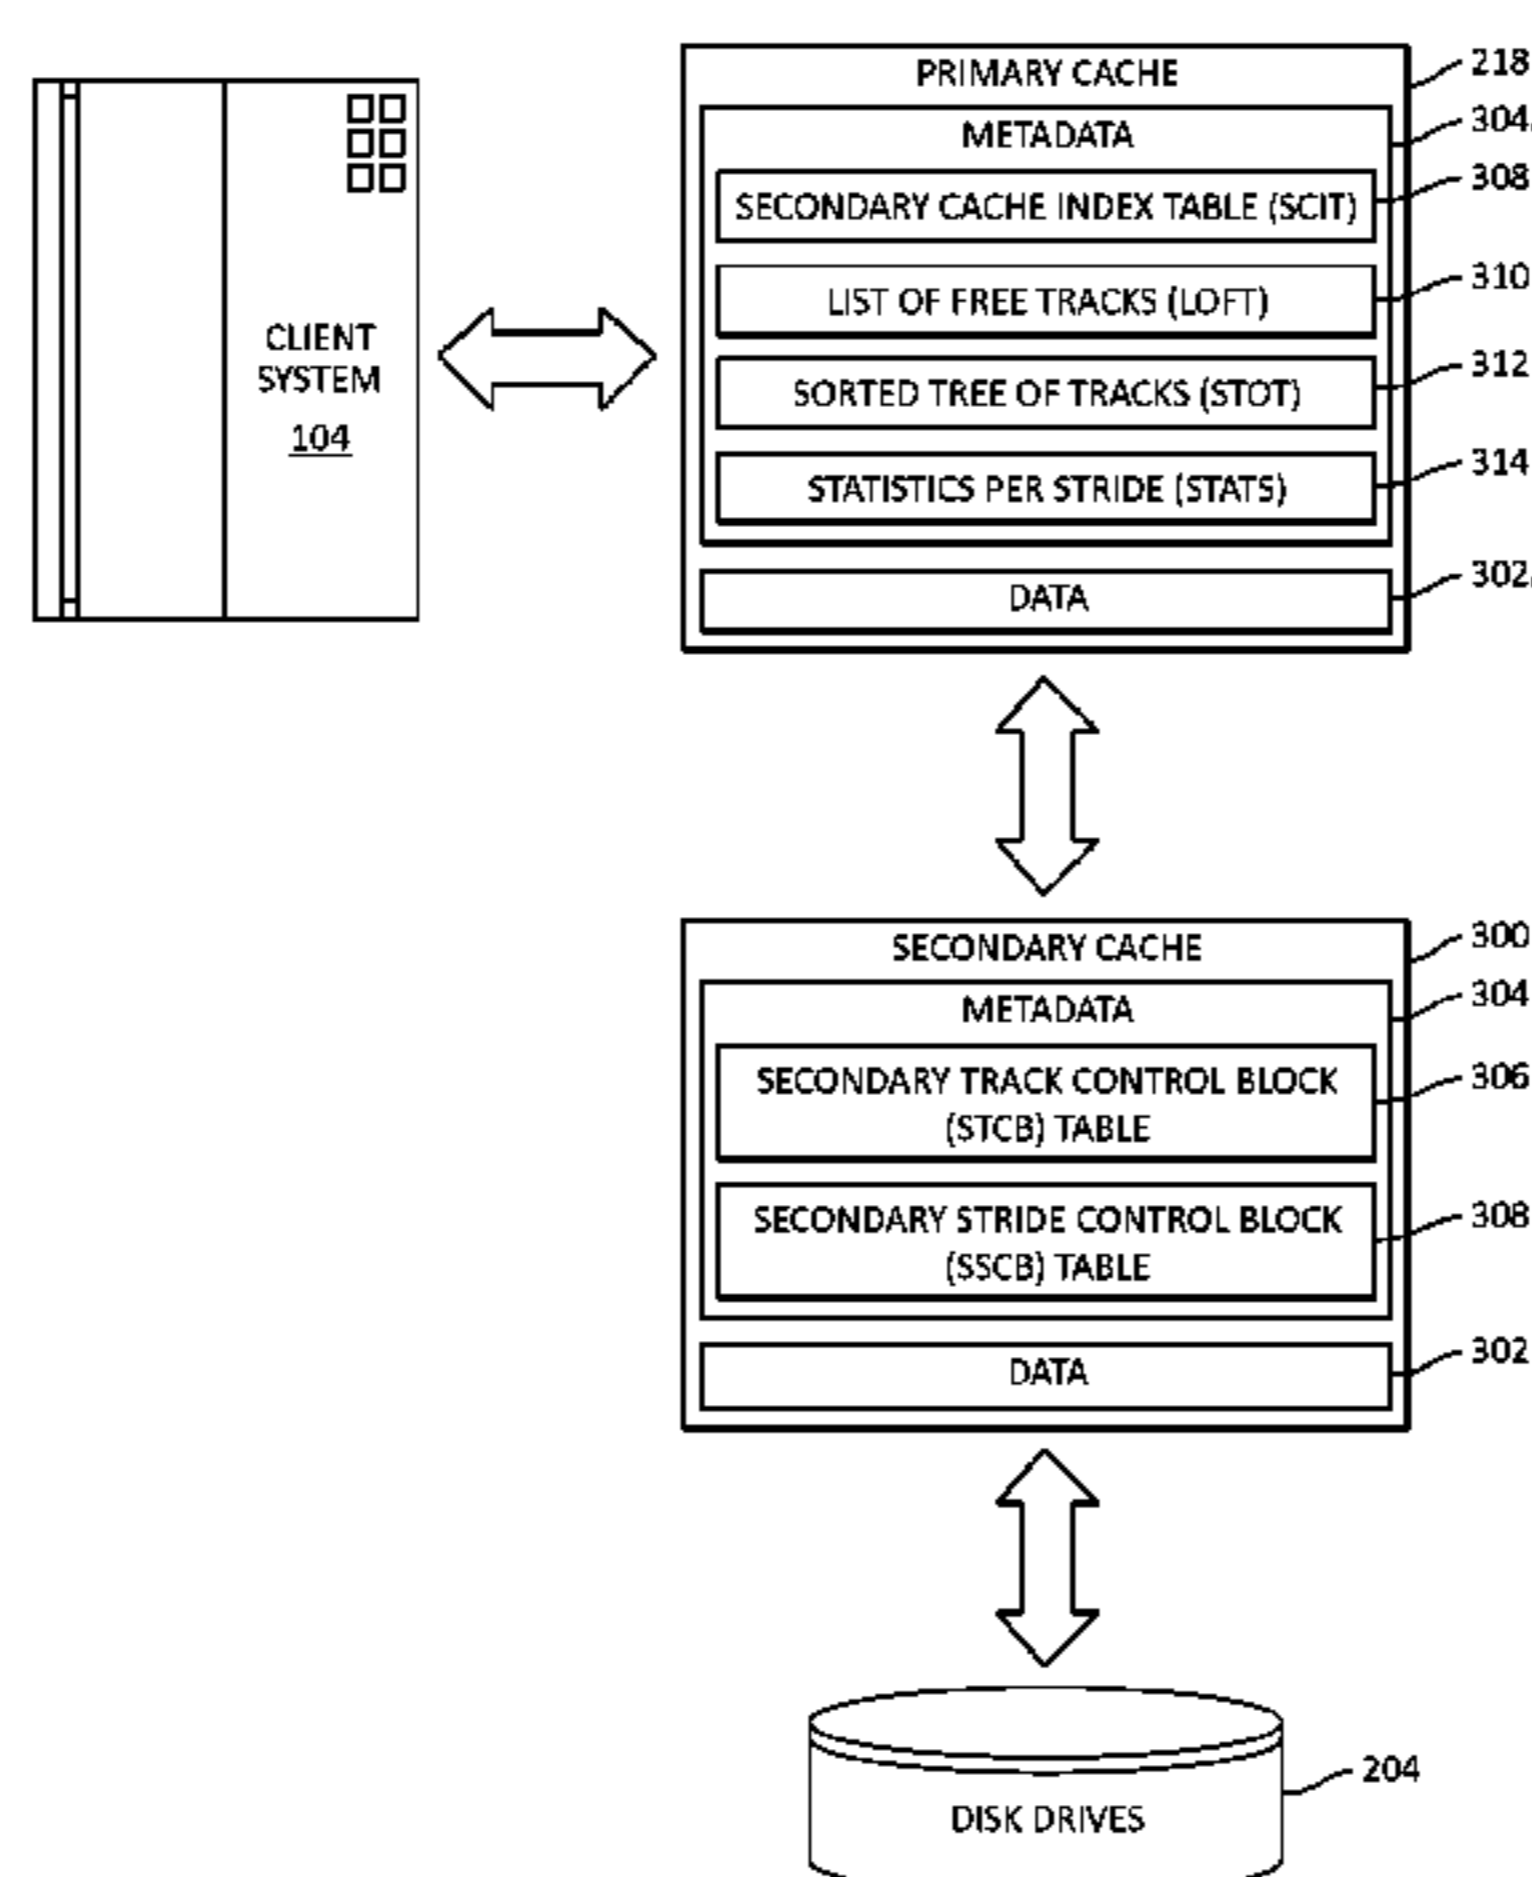 PRIMARY CACHE
218
METADATA
304
SECONDARY CACHE INDEX TABLE (SCIT)
308
LIST OF FREE TRACKS (LOFT)
310
SORTED TREE OF TRACKS (STOT)
312
STATISTICS PER STRIDE (STATS)
314
DATA
302
CLIENT
SYSTEM
104
SECONDARY CACHE
300
METADATA
304
SECONDARY TRACK CONTROL BLOCK
(STCB) TABLE
306
SECONDARY STRIDE CONTROL BLOCK
(SSCB) TABLE
308
DATA
302
DISK DRIVES
204